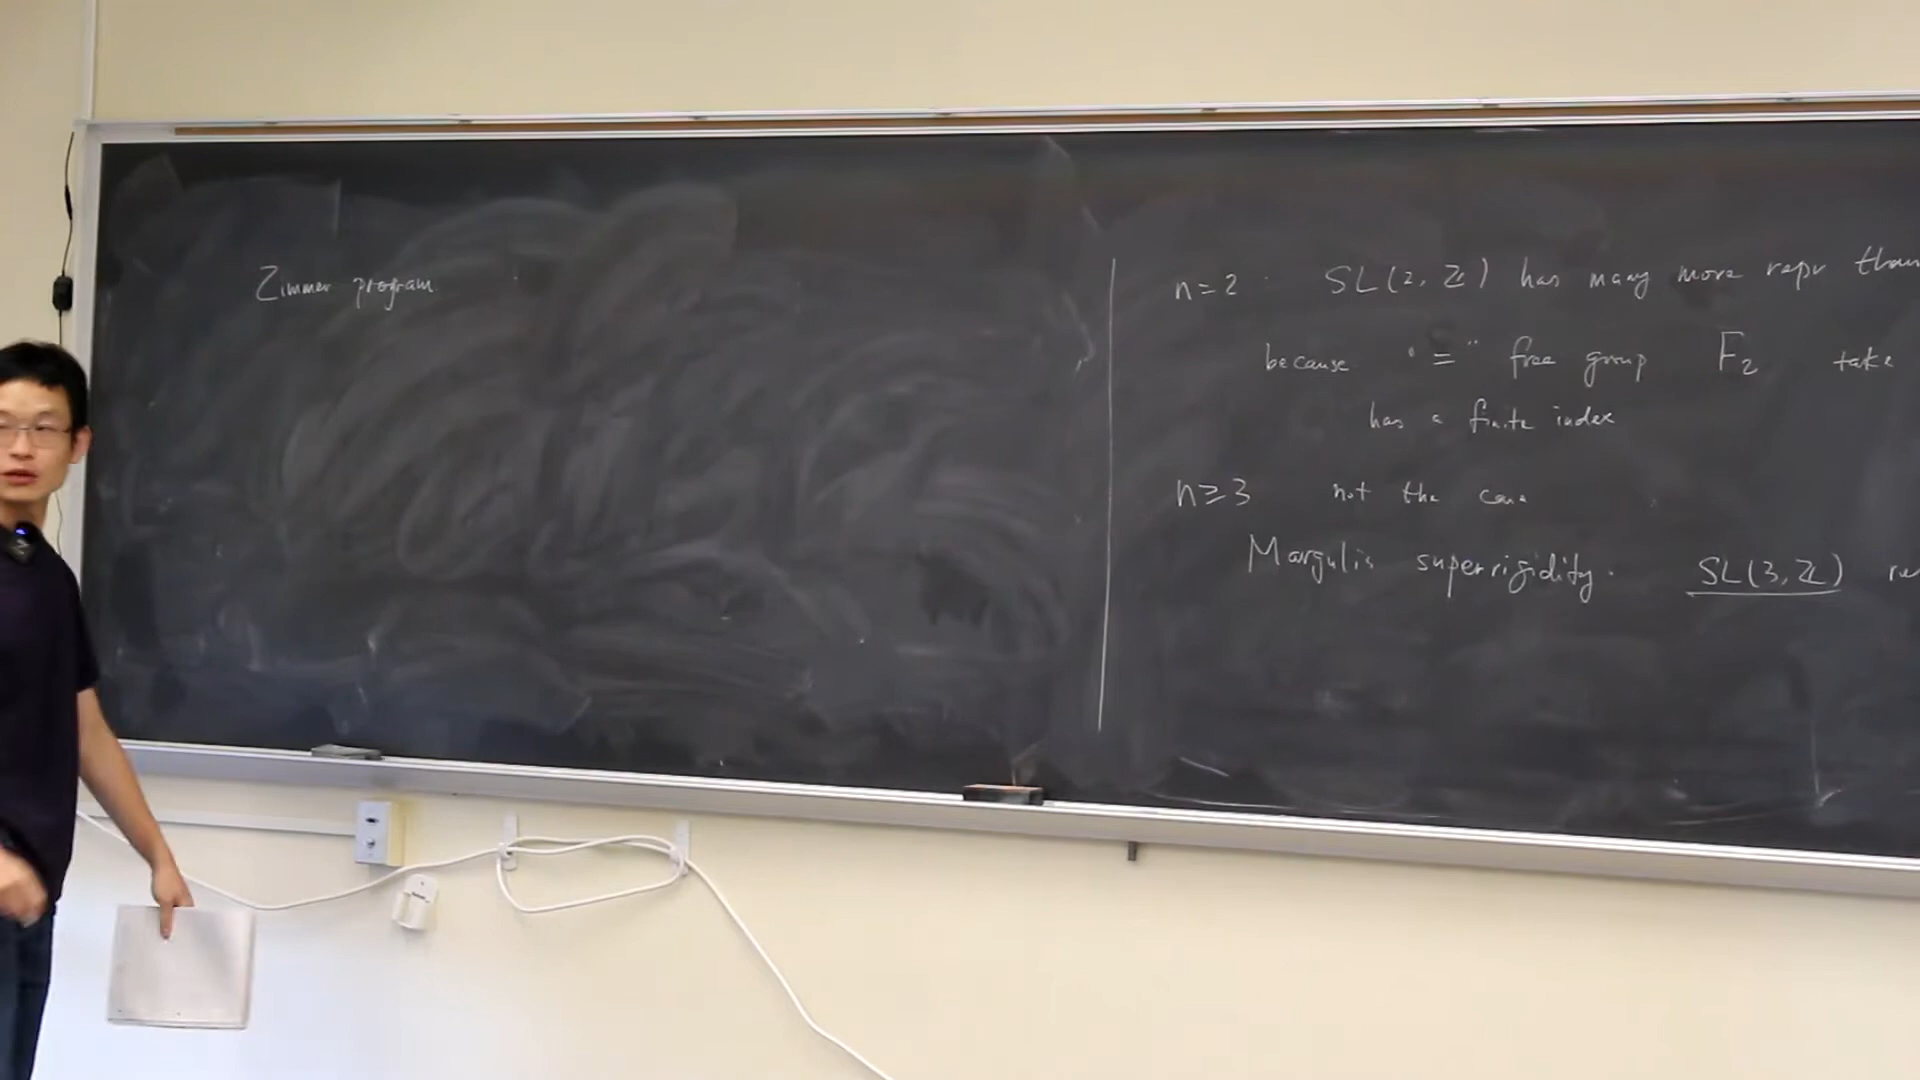 Zimmer program
n=2 SL(2, ℤ) has many more repr than
because "=" free group F₂ take
has a finite index
n≥3 not the case
Margulis superrigidity. SL(3, ℤ) re